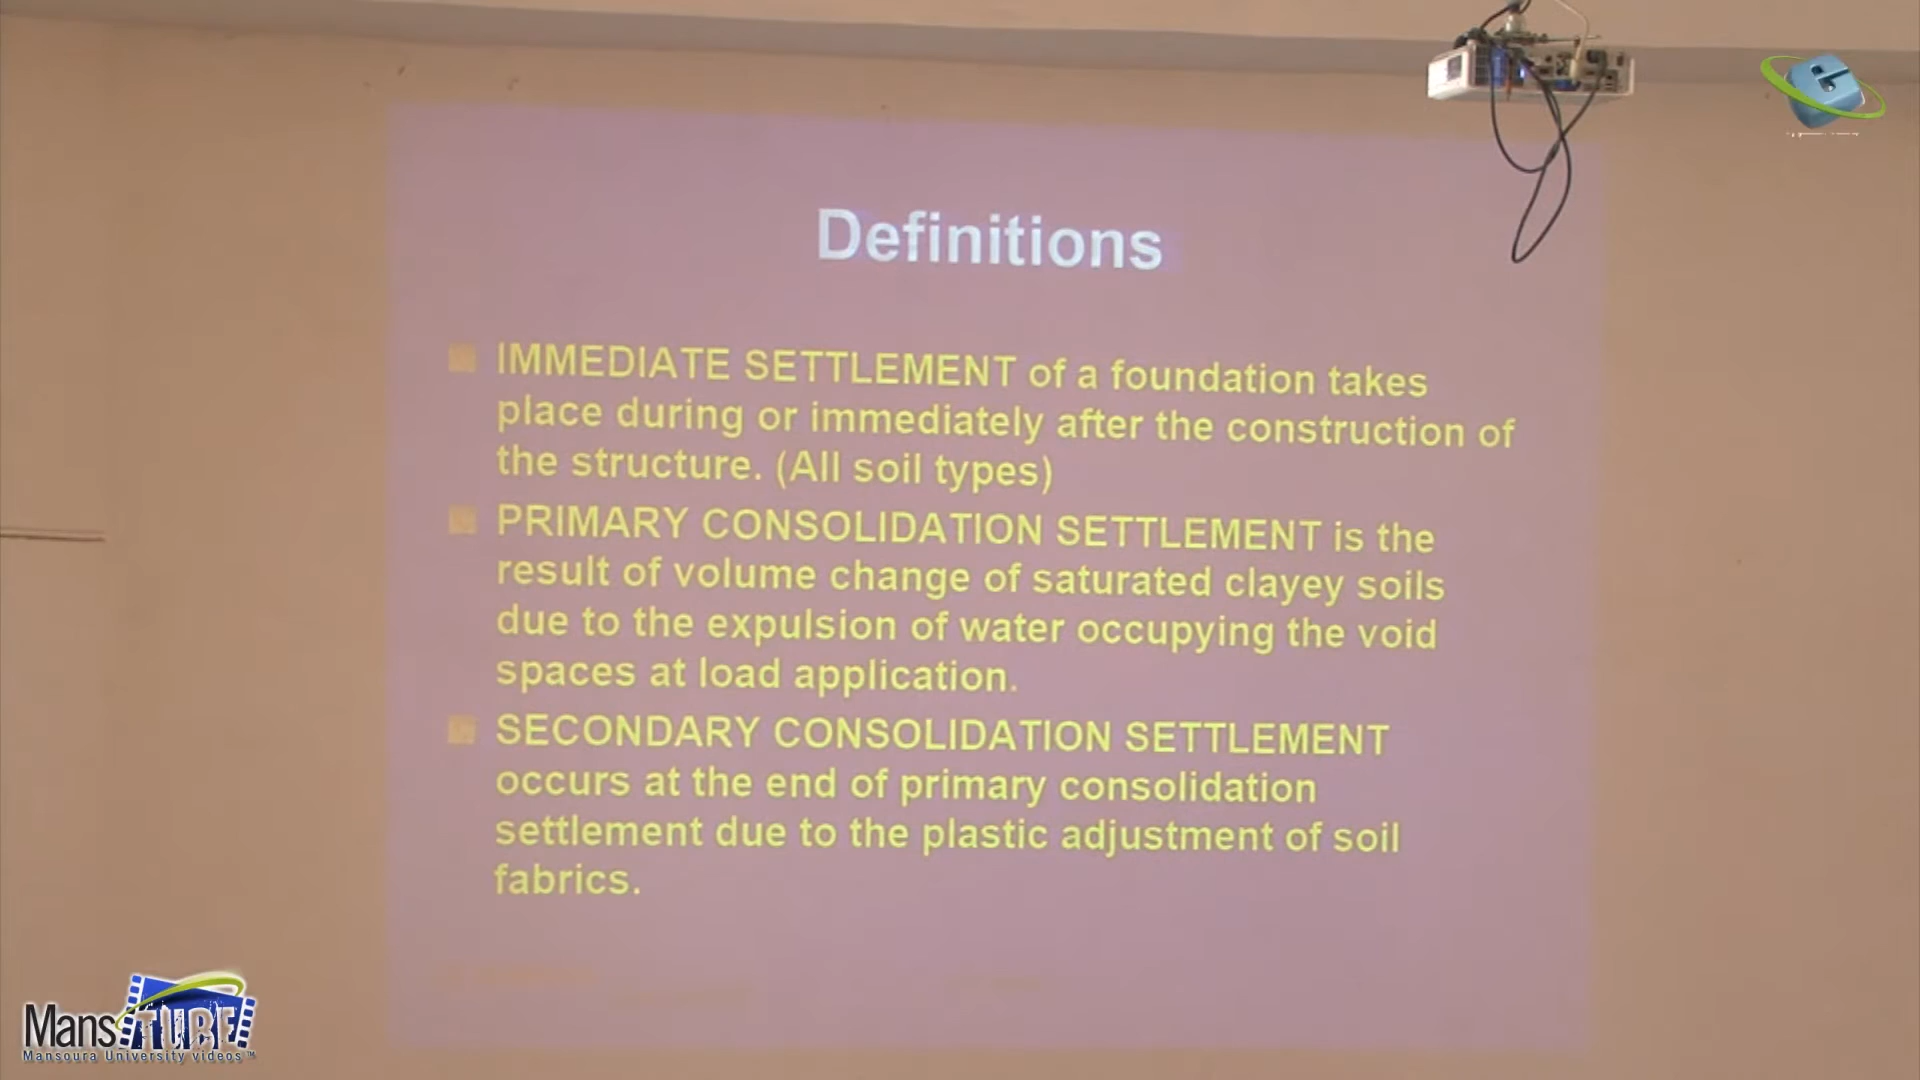 Definitions
IMMEDIATE SETTLEMENT of a foundation takes
place during or immediately after the construction of
the structure. (All soil types)
PRIMARY CONSOLIDATION SETTLEMENT is the
result of volume change of saturated clayey soils
due to the expulsion of water occupying the void
spaces at load application.
SECONDARY CONSOLIDATION SETTLEMENT
occurs at the end of primary consolidation
settlement due to the plastic adjustment of soil
fabrics.
Mans TUBE
Mansoura University videos™